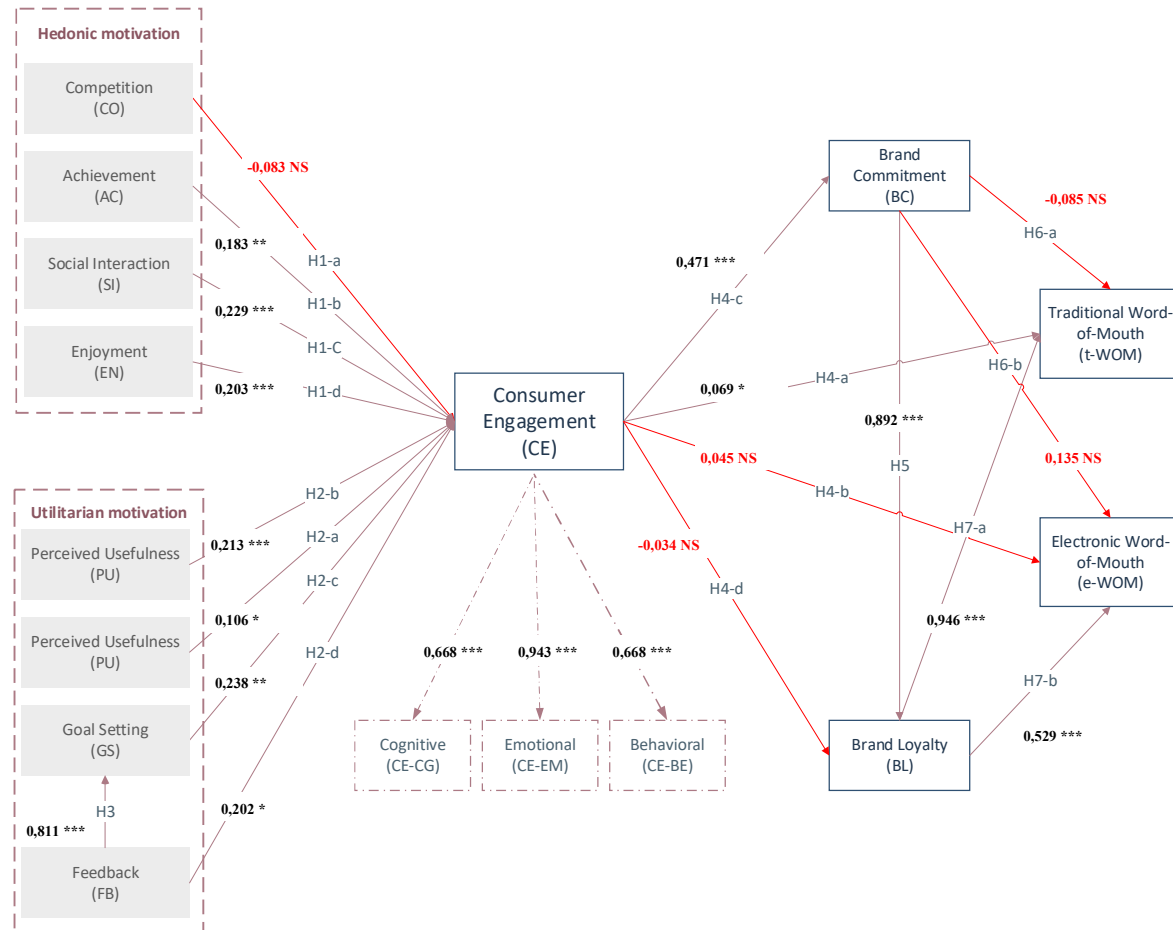 Hedonic motivation
Competition
(CO)
Achievement
(AC)
Social Interaction
(SI)
Enjoyment
(EN)
-0,083 NS
0,183 **
0,229 ***
0,203 ***
H1-a
H1-b
H1-C
H1-d
Utilitarian motivation
Perceived Usefulness
(PU)
Perceived Usefulness
(PU)
Goal Setting
(GS)
H3
0,811 ***
Feedback
(FB)
0,213 ***
0,106 *
0,238 **
0,202 *
H2-b
H2-a
H2-c
H2-d
Consumer
Engagement
(CE)
0,668 ***
0,943 ***
0,668 ***
Cognitive
(CE-CG)
Emotional
(CE-EM)
Behavioral
(CE-BE)
0,471 ***
H4-c
0,069 *
H4-a
0,045 NS
H4-b
-0,034 NS
H4-d
Brand
Commitment
(BC)
0,892 ***
H5
Brand Loyalty
(BL)
-0,085 NS
H6-a
H6-b
0,135 NS
H7-a
0,946 ***
H7-b
0,529 ***
Traditional Word-
of-Mouth
(t-WOM)
Electronic Word-
of-Mouth
(e-WOM)